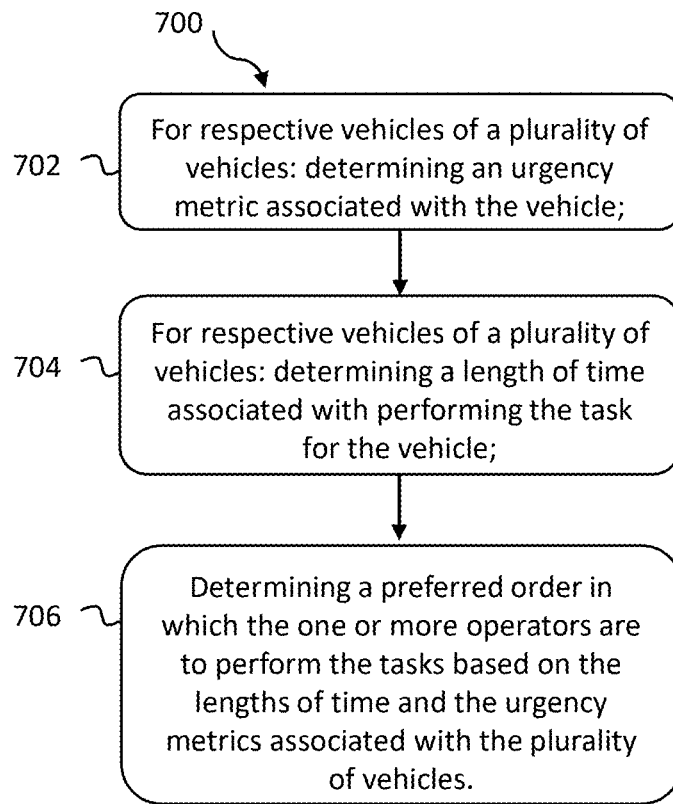 700
702
For respective vehicles of a plurality of
vehicles: determining an urgency
metric associated with the vehicle;
704
For respective vehicles of a plurality of
vehicles: determining a length of time
associated with performing the task
for the vehicle;
706
Determining a preferred order in
which the one or more operators are
to perform the tasks based on the
lengths of time and the urgency
metrics associated with the plurality
of vehicles.